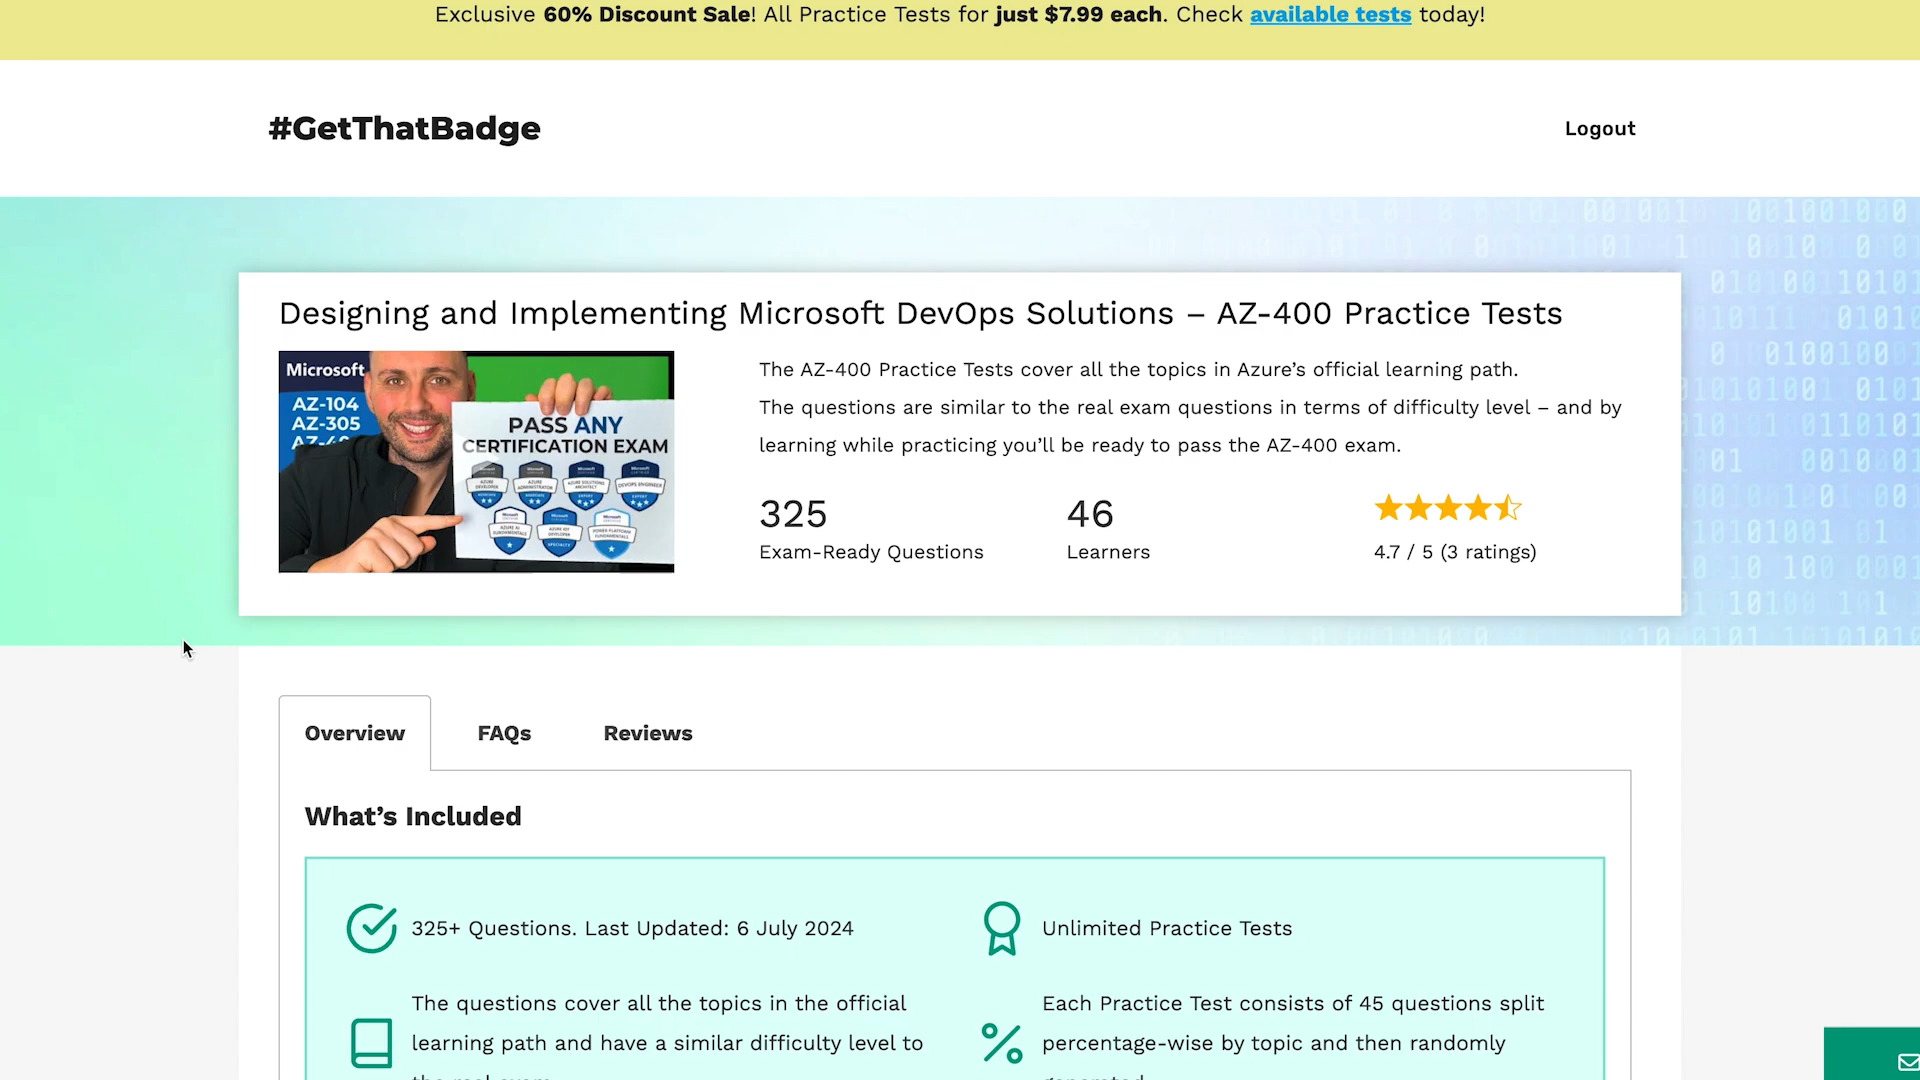 Exclusive 60% Discount Sale! All Practice Tests for just $7.99 each. Check available tests today!
#GetThatBadge
Logout
Designing and Implementing Microsoft DevOps Solutions – AZ-400 Practice Tests
Microsoft
AZ-104
AZ-305
PASS ANY
CERTIFICATION EXAM
The AZ-400 Practice Tests cover all the topics in Azure’s official learning path.
The questions are similar to the real exam questions in terms of difficulty level – and by
learning while practicing you’ll be ready to pass the AZ-400 exam.
325
Exam-Ready Questions
46
Learners
4.7 / 5 (3 ratings)
Overview
FAQs
Reviews
What’s Included
325+ Questions. Last Updated: 6 July 2024
Unlimited Practice Tests
The questions cover all the topics in the official
learning path and have a similar difficulty level to
Each Practice Test consists of 45 questions split
percentage-wise by topic and then randomly